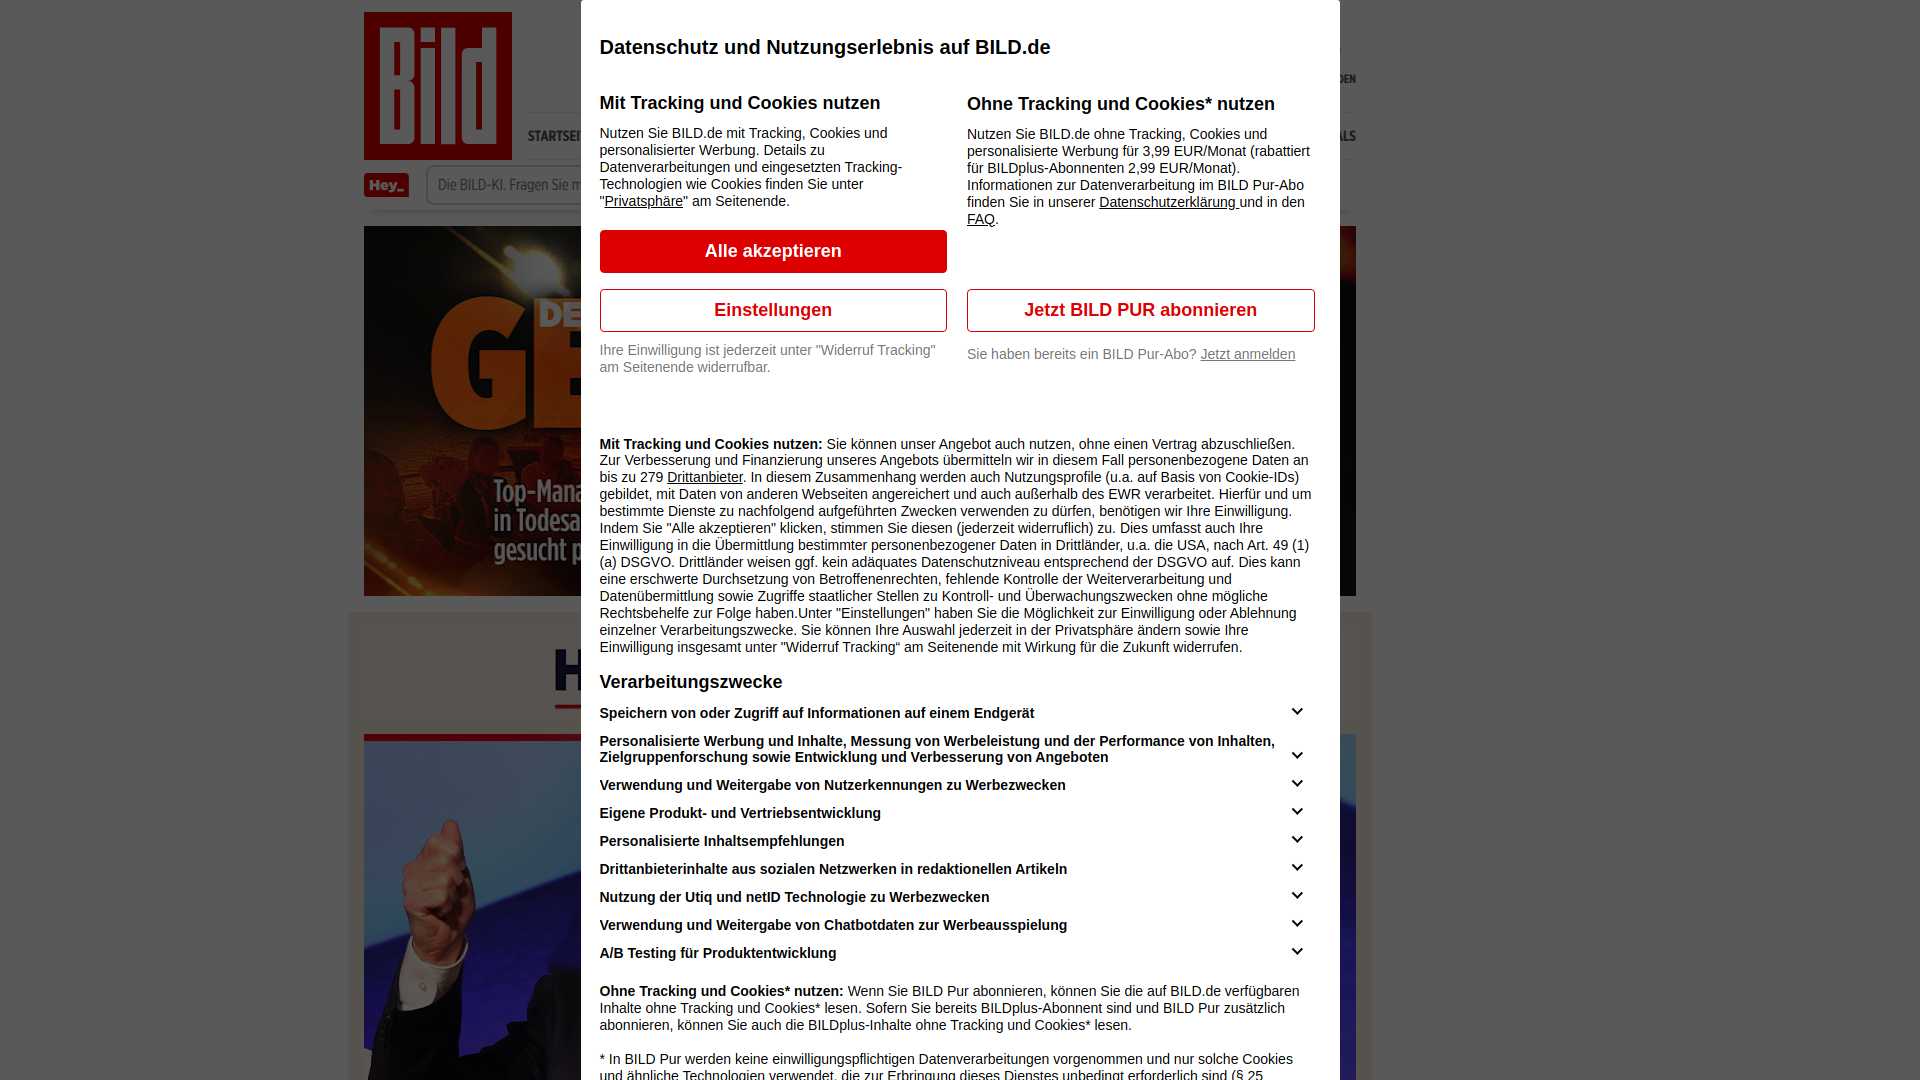 Bild
STARTSEI
Hey_
Die BILD-KI. Fragen Sie m
DE
GE
Top-Mana
in Todesa
gesucht
H
DEN
ALS
Datenschutz und Nutzungserlebnis auf BILD.de
Mit Tracking und Cookies nutzen
Nutzen Sie BILD.de mit Tracking, Cookies und
personalisierter Werbung. Details zu
Datenverarbeitungen und eingesetzten Tracking-
Technologien wie Cookies finden Sie unter
"Privatsphäre" am Seitenende.
Alle akzeptieren
Einstellungen
Ihre Einwilligung ist jederzeit unter "Widerruf Tracking"
am Seitenende widerrufbar.
Ohne Tracking und Cookies* nutzen
Nutzen Sie BILD.de ohne Tracking, Cookies und
personalisierte Werbung für 3,99 EUR/Monat (rabattiert
für BILDplus-Abonnenten 2,99 EUR/Monat).
Informationen zur Datenverarbeitung im BILD Pur-Abo
finden Sie in unserer Datenschutzerklärung und in den
FAQ.
Jetzt BILD PUR abonnieren
Sie haben bereits ein BILD Pur-Abo? Jetzt anmelden
Mit Tracking und Cookies nutzen: Sie können unser Angebot auch nutzen, ohne einen Vertrag abzuschließen.
Zur Verbesserung und Finanzierung unseres Angebots übermitteln wir in diesem Fall personenbezogene Daten an
bis zu 279 Drittanbieter. In diesem Zusammenhang werden auch Nutzungsprofile (u.a. auf Basis von Cookie-IDs)
gebildet, mit Daten von anderen Webseiten angereichert und auch außerhalb des EWR verarbeitet. Hierfür und um
bestimmte Dienste zu nachfolgend aufgeführten Zwecken verwenden zu dürfen, benötigen wir Ihre Einwilligung.
Indem Sie "Alle akzeptieren" klicken, stimmen Sie diesen (jederzeit widerruflich) zu. Dies umfasst auch Ihre
Einwilligung in die Übermittlung bestimmter personenbezogener Daten in Drittländer, u.a. die USA, nach Art. 49 (1)
(a) DSGVO. Drittländer weisen ggf. kein adäquates Datenschutzniveau entsprechend der DSGVO auf. Dies kann
eine erschwerte Durchsetzung von Betroffenenrechten, fehlende Kontrolle der Weiterverarbeitung und
Datenübermittlung sowie Zugriffe staatlicher Stellen zu Kontroll- und Überwachungszwecken ohne mögliche
Rechtsbehelfe zur Folge haben.Unter "Einstellungen" haben Sie die Möglichkeit zur Einwilligung oder Ablehnung
einzelner Verarbeitungszwecke. Sie können Ihre Auswahl jederzeit in der Privatsphäre ändern sowie Ihre
Einwilligung insgesamt unter "Widerruf Tracking“ am Seitenende mit Wirkung für die Zukunft widerrufen.
Verarbeitungszwecke
Speichern von oder Zugriff auf Informationen auf einem Endgerät
Personalisierte Werbung und Inhalte, Messung von Werbeleistung und der Performance von Inhalten,
Zielgruppenforschung sowie Entwicklung und Verbesserung von Angeboten
Verwendung und Weitergabe von Nutzerkennungen zu Werbezwecken
Eigene Produkt- und Vertriebsentwicklung
Personalisierte Inhaltsempfehlungen
Drittanbieterinhalte aus sozialen Netzwerken in redaktionellen Artikeln
Nutzung der Utiq und netID Technologie zu Werbezwecken
Verwendung und Weitergabe von Chatbotdaten zur Werbeausspielung
A/B Testing für Produktentwicklung
Ohne Tracking und Cookies* nutzen: Wenn Sie BILD Pur abonnieren, können Sie die auf BILD.de verfügbaren
Inhalte ohne Tracking und Cookies* lesen. Sofern Sie bereits BILDplus-Abonnent sind und BILD Pur zusätzlich
abonnieren, können Sie auch die BILDplus-Inhalte ohne Tracking und Cookies* lesen.
* In BILD Pur werden keine einwilligungspflichtigen Datenverarbeitungen vorgenommen und nur solche Cookies
und ähnliche Technologien verwendet, die zur Erbringung dieses Dienstes unbedingt erforderlich sind (§ 25